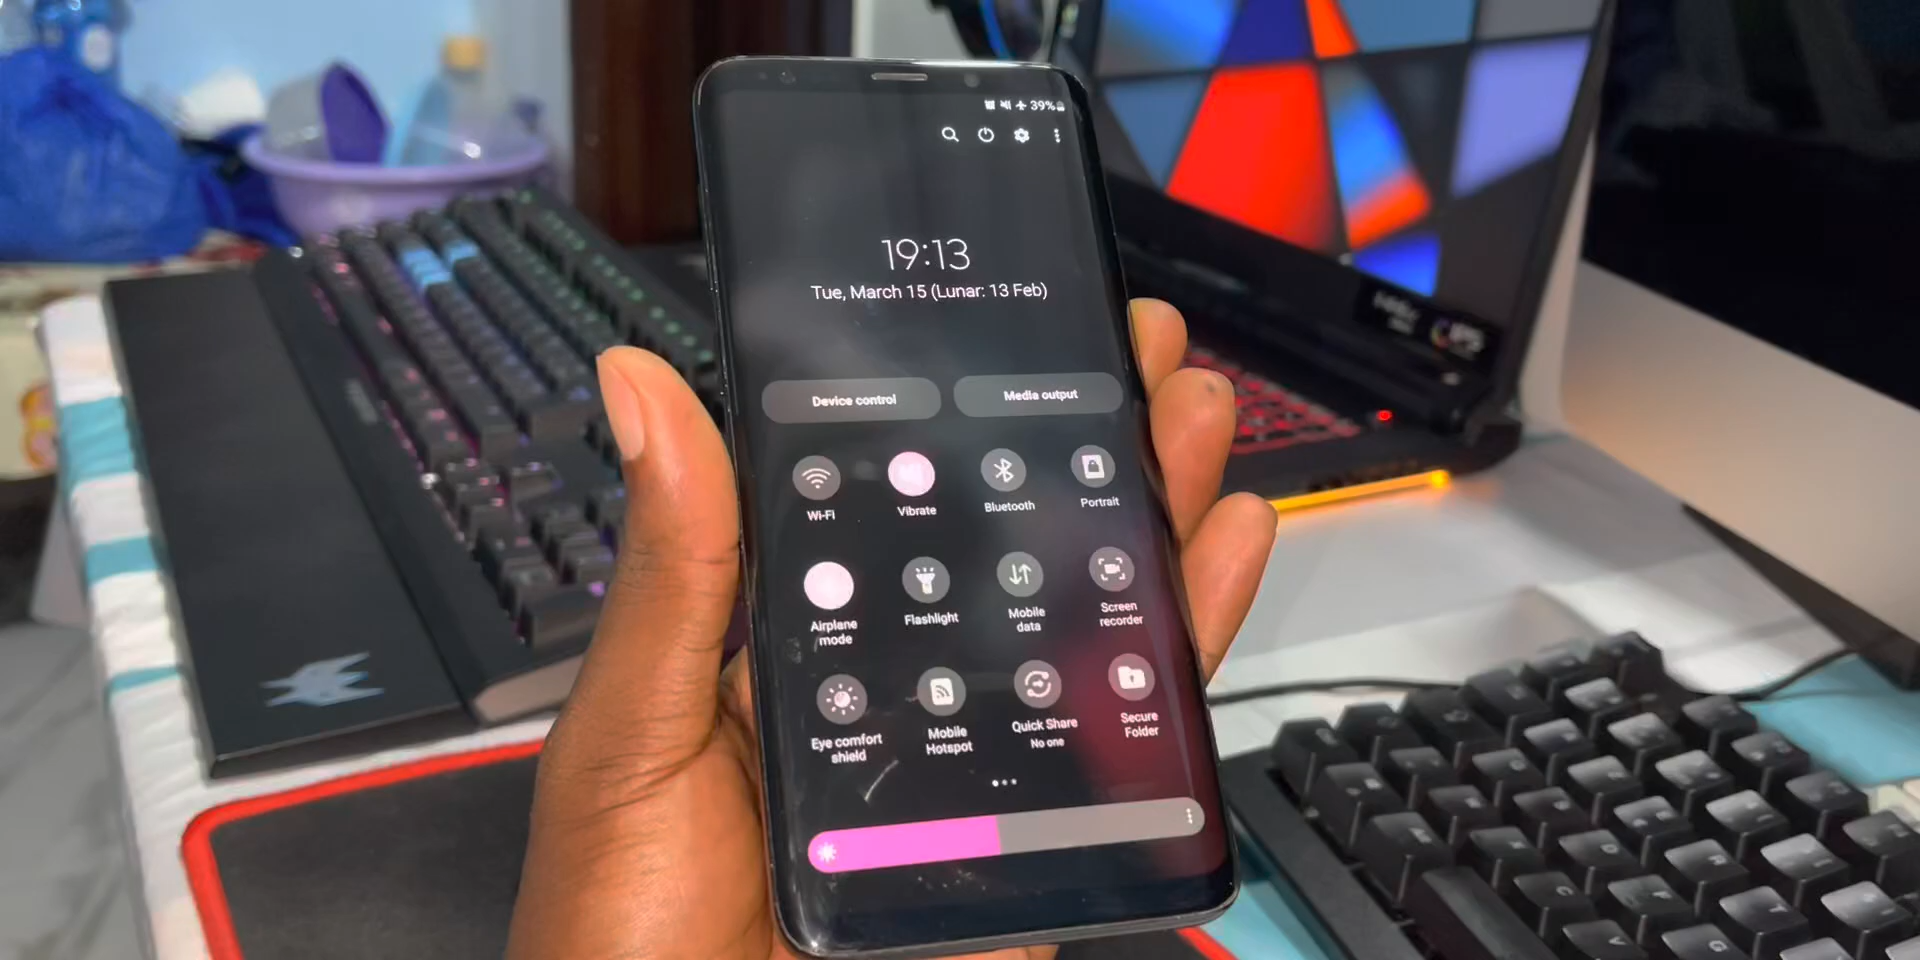 39%
19:13
Tue, March 15 (Lunar: 13 Feb)
Device control
Media output
Wi-Fi
Vibrate
Bluetooth
Portrait
Airplane
mode
Flashlight
Mobile
data
Screen
recorder
Eye comfort
shield
Mobile
Hotspot
Quick Share
No one
Secure
Folder
IPS